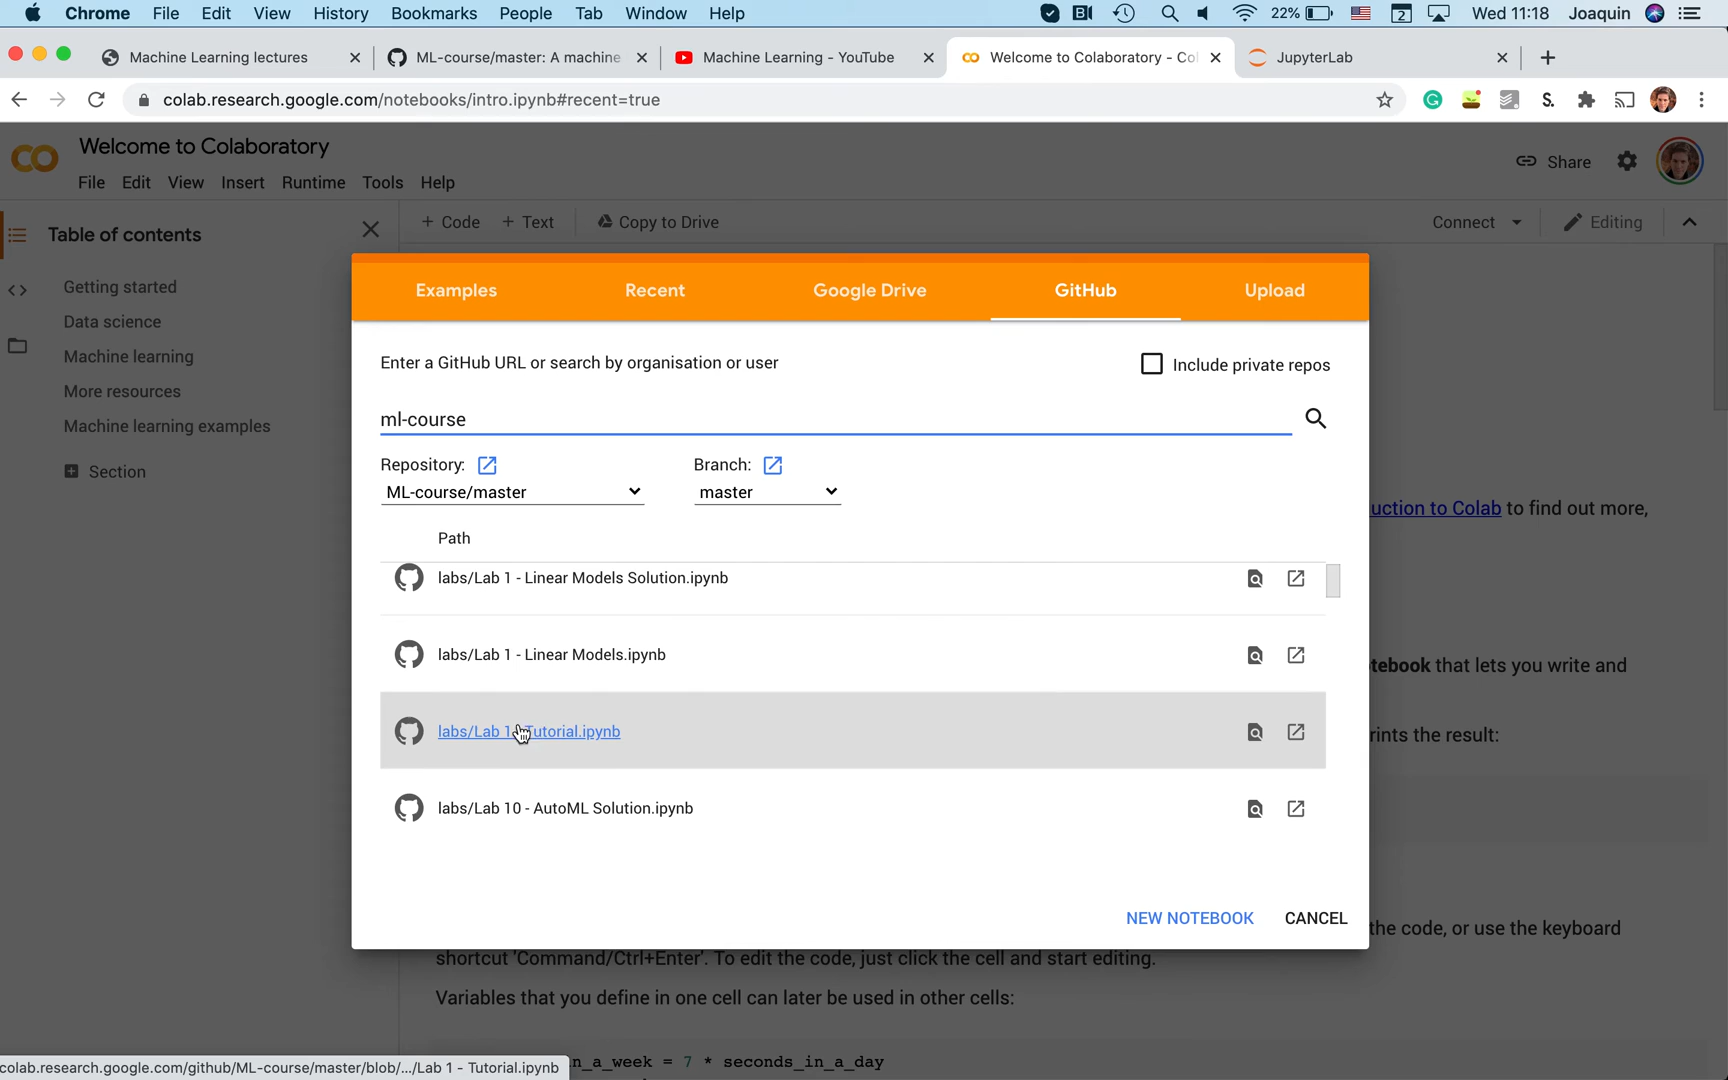 Chrome File Edit View History Bookmarks People Tab Window Help 22% 2 Wed 11:18 Joaquin
Machine Learning lectures ML-course/master: A machine Machine Learning - YouTube Welcome to Colaboratory - Col JupyterLab
colab.research.google.com/notebooks/intro.ipynb#recent=true
Welcome to Colaboratory
Share
File Edit View Insert Runtime Tools Help
Table of contents
+ Code + Text Copy to Drive
Connect Editing
Getting started
Data science
Machine learning
More resources
Machine learning examples
Section
Examples Recent Google Drive GitHub Upload
Enter a GitHub URL or search by organisation or user
Include private repos
ml-course
Repository: Branch:
ML-course/master master
Path
labs/Lab 1 - Linear Models Solution.ipynb
labs/Lab 1 - Linear Models.ipynb
labs/Lab 1 - Tutorial.ipynb
labs/Lab 10 - AutoML Solution.ipynb
NEW NOTEBOOK CANCEL
uction to Colab to find out more,
tebook that lets you write and
rints the result:
the code, or use the keyboard
shortcut 'Command/Ctrl+Enter'. To edit the code, just click the cell and start editing.
Variables that you define in one cell can later be used in other cells:
n_a_week = 7 * seconds_in_a_day
colab.research.google.com/github/ML-course/master/blob/.../Lab 1 - Tutorial.ipynb